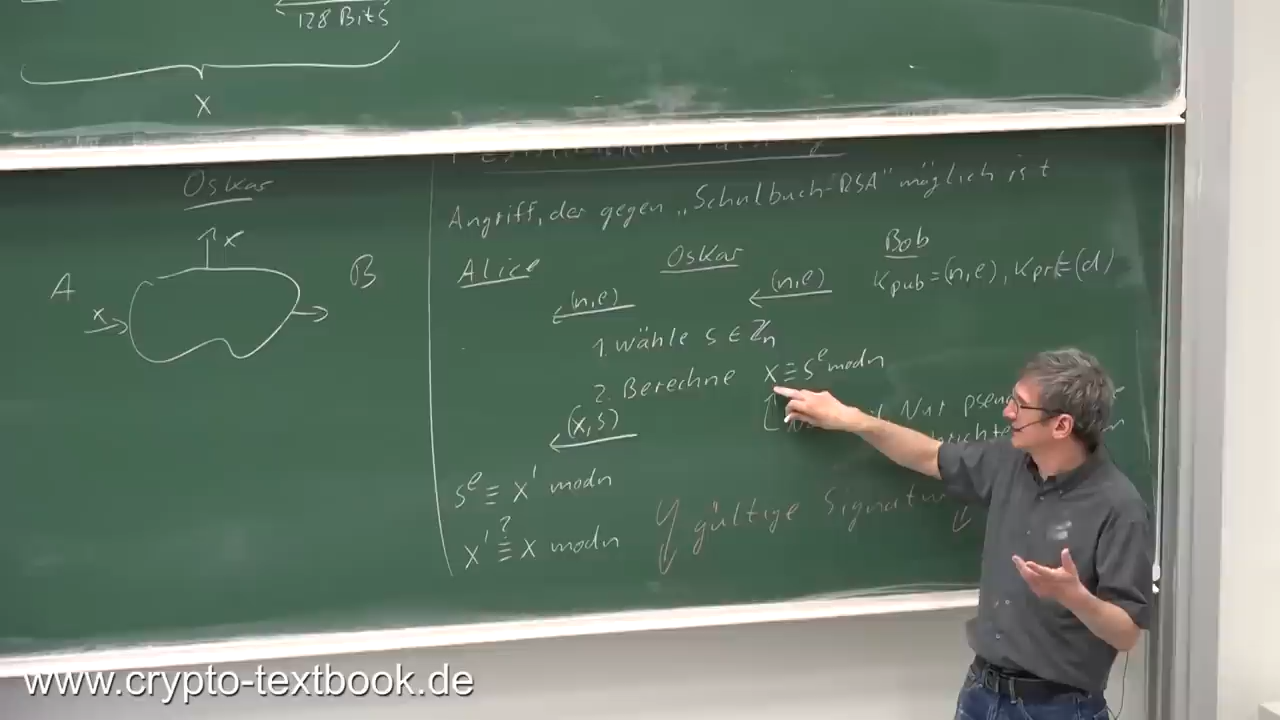 128 Bits
x
Oskar
x
A
B
x
Angriff, der gegen „Schulbuch-RSA" möglich ist
Alice
Oskar
Bob
(n,e)
(n,e)
Kpub=(n,e), Kpr=(d)
1. wähle s ∈ ℤn
2. Berechne x ≡ s^e mod n
(x,s)
Nut
s^e ≡ x' mod n
gültige Signatur
x' ≡ x mod n
?
www.crypto-textbook.de